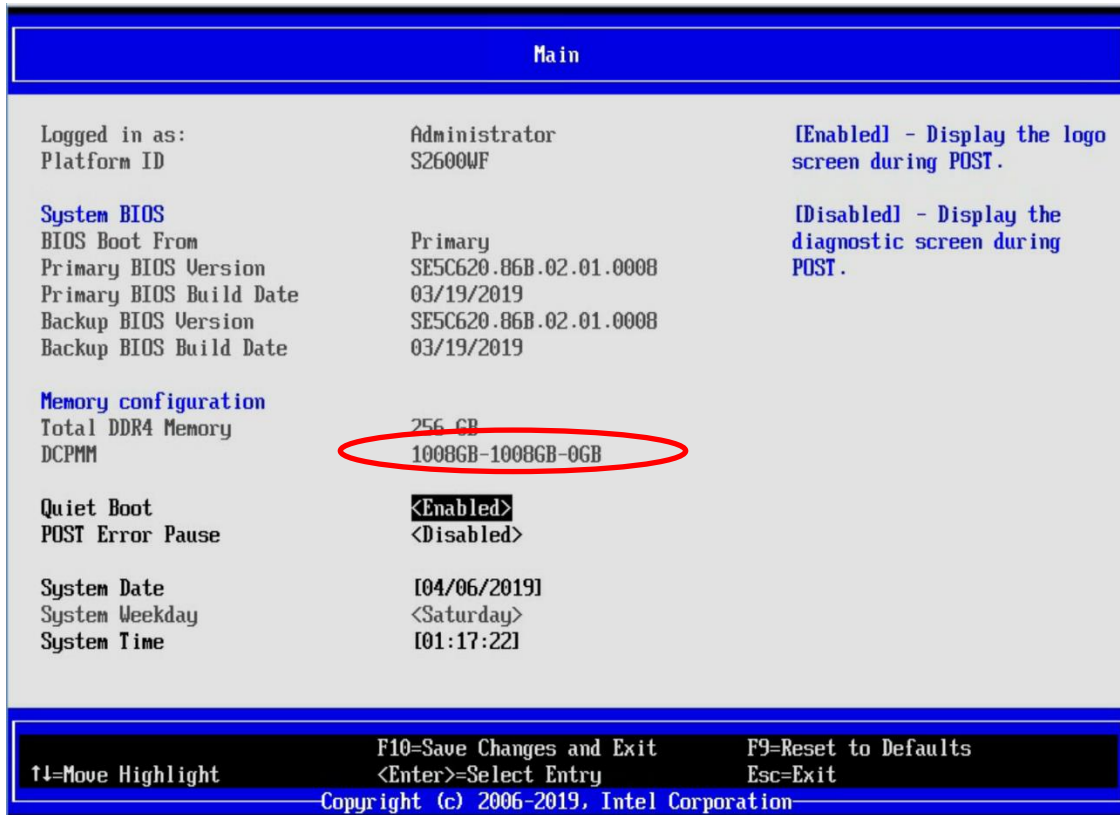 Main
Logged in as: Administrator
Platform ID S2600WF
System BIOS
BIOS Boot From Primary
Primary BIOS Version SE5C620.86B.02.01.0008
Primary BIOS Build Date 03/19/2019
Backup BIOS Version SE5C620.86B.02.01.0008
Backup BIOS Build Date 03/19/2019
Memory configuration
Total DDR4 Memory 256 GB
DCPMM 1008GB-1008GB-0GB
Quiet Boot <Enabled>
POST Error Pause <Disabled>
System Date [04/06/2019]
System Weekday <Saturday>
System Time [01:17:22]
[Enabled] - Display the logo
screen during POST.
[Disabled] - Display the
diagnostic screen during
POST.
F10=Save Changes and Exit F9=Reset to Defaults
↑↓=Move Highlight <Enter>=Select Entry Esc=Exit
Copyright (c) 2006-2019, Intel Corporation